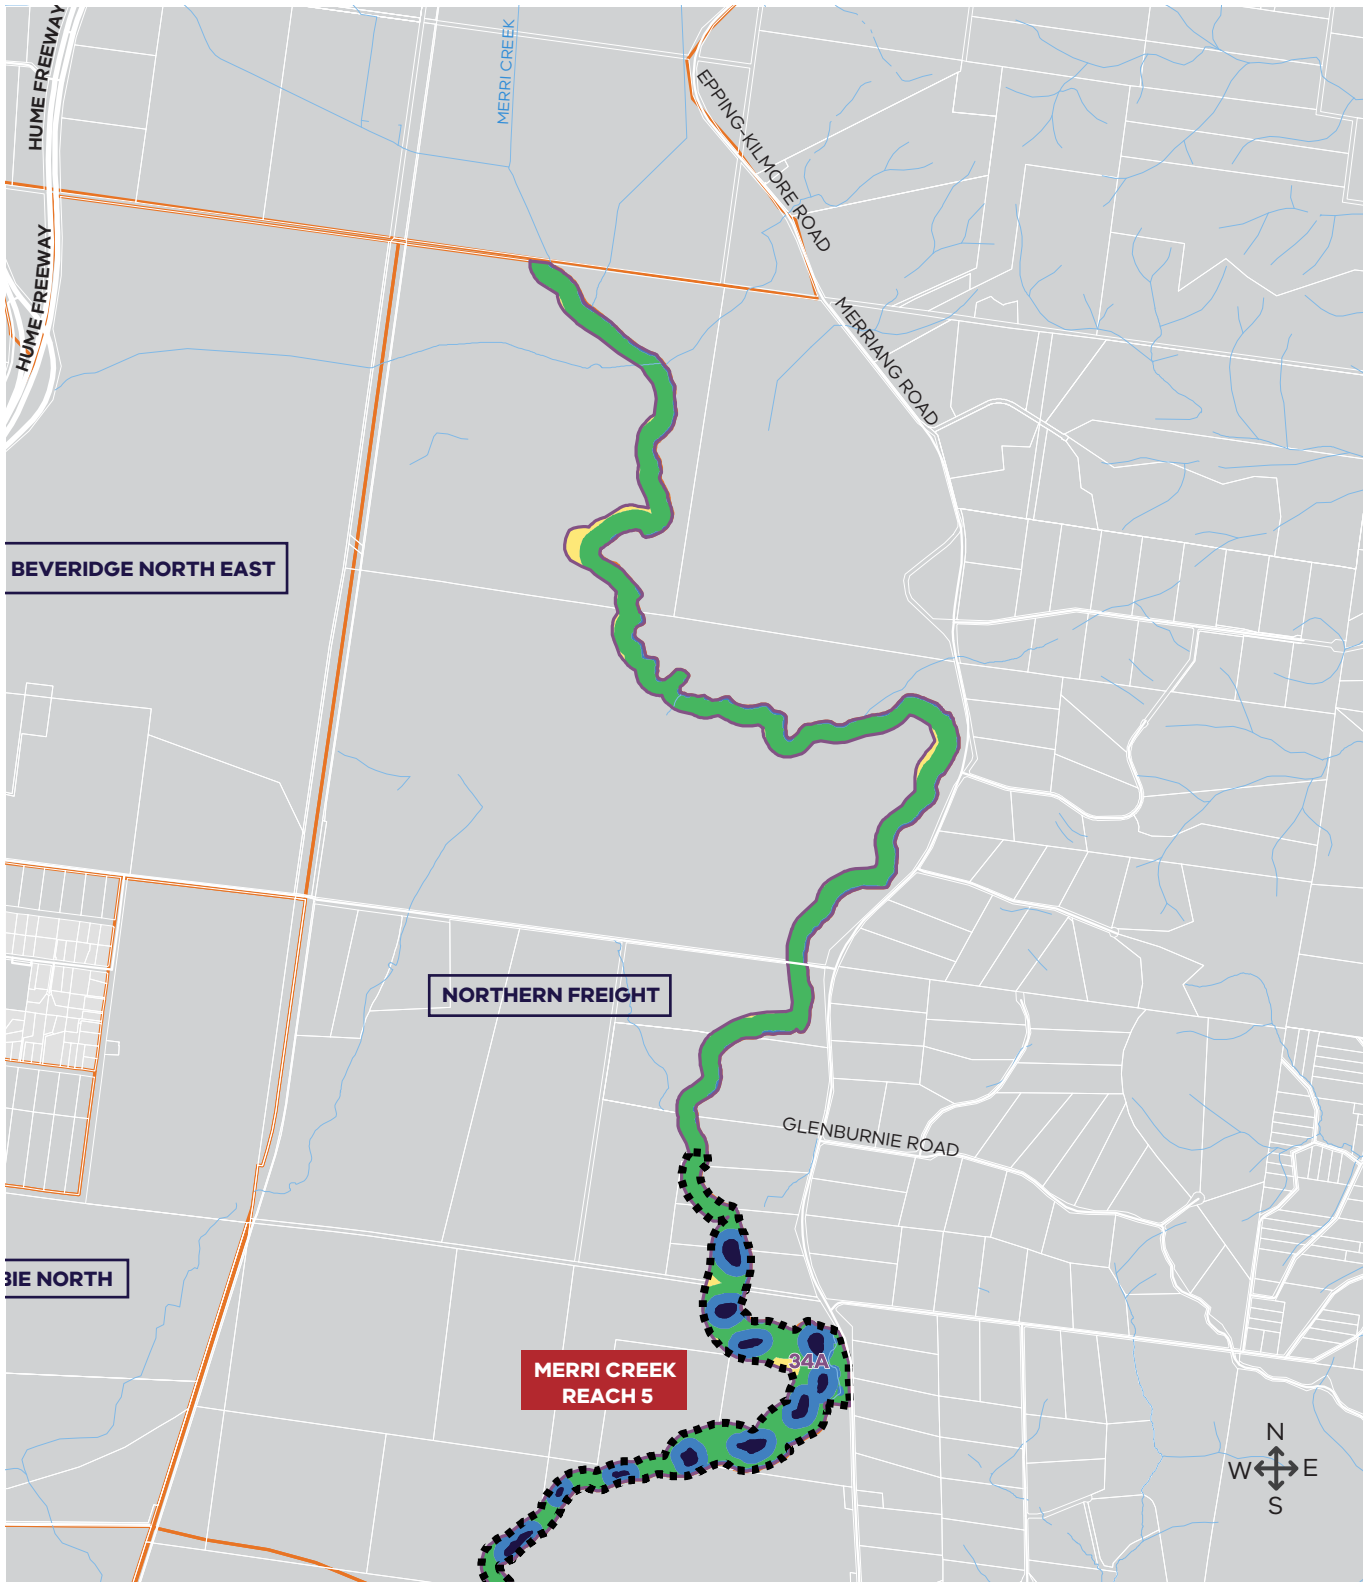 HUME FREEWAY
MERRI CREEK
EPPING-KILMORE ROAD
HUME FREEWAY
MERRIANG ROAD
BEVERIDGE NORTH EAST
NORTHERN FREIGHT
GLENBURNIE ROAD
BIE NORTH
34A
MERRI CREEK
REACH 5
N
W E
S